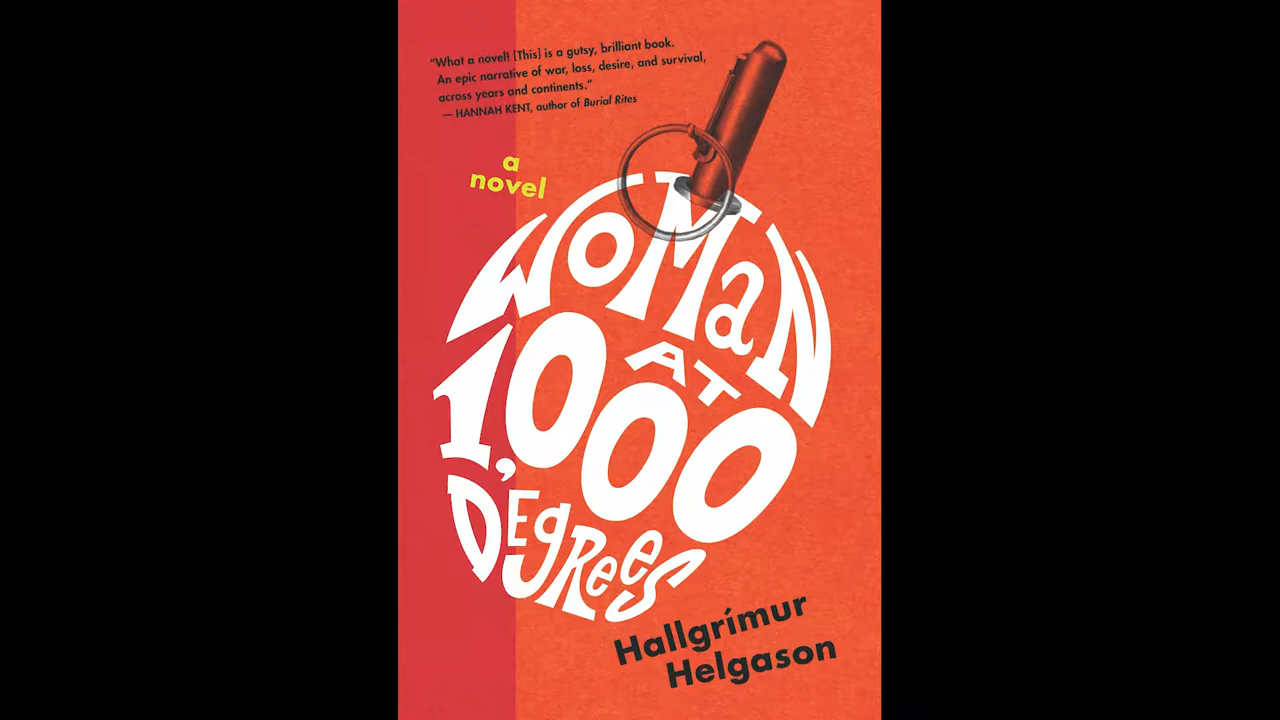 “What a novel! [This] is a gutsy, brilliant book.
An epic narrative of war, loss, desire, and survival,
across years and continents.”
— HANNAH KENT, author of Burial Rites
a
novel
WOMaN
AT
1,000
DEgRees
Hallgrímur
Helgason